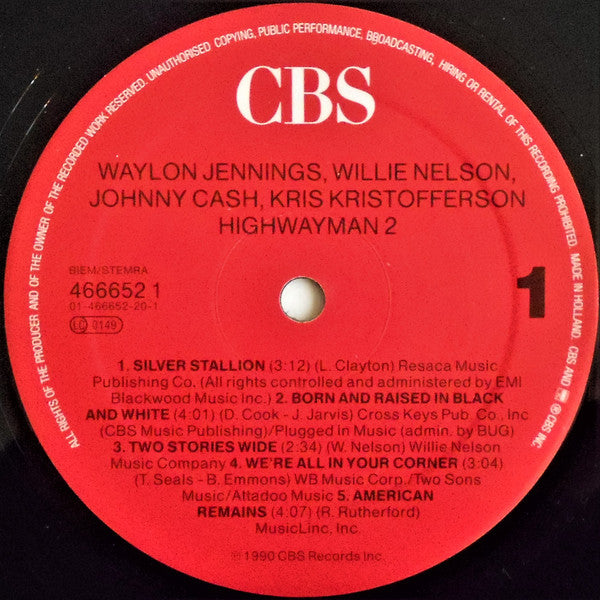 ALL RIGHTS OF THE PRODUCER AND OF THE OWNER OF THE RECORDED WORK RESERVED. UNAUTHORISED COPYING, PUBLIC PERFORMANCE, BROADCASTING, HIRING OR RENTAL OF THIS RECORDING PROHIBITED. MADE IN HOLLAND. CBS AND ® CBS INC.
CBS
WAYLON JENNINGS, WILLIE NELSON,
JOHNNY CASH, KRIS KRISTOFFERSON
HIGHWAYMAN 2
BIEM/STEMRA
466652 1
01-466652-20-1
LC 0149
1
1. SILVER STALLION (3:12) (L. Clayton) Resaca Music
Publishing Co. (All rights controlled and administered by EMI
Blackwood Music Inc.) 2. BORN AND RAISED IN BLACK
AND WHITE (4:01) (D. Cook - J. Jarvis) Cross Keys Pub. Co., Inc
(CBS Music Publishing)/Plugged in Music (admin. by BUG)
3. TWO STORIES WIDE (2:34) (W. Nelson) Willie Nelson
Music Company 4. WE'RE ALL IN YOUR CORNER (3:04)
(T. Seals - B. Emmons) WB Music Corp./Two Sons
Music/Attadoo Music 5. AMERICAN
REMAINS (4:07) (R. Rutherford)
MusicLinc, Inc.
℗ 1990 CBS Records Inc.